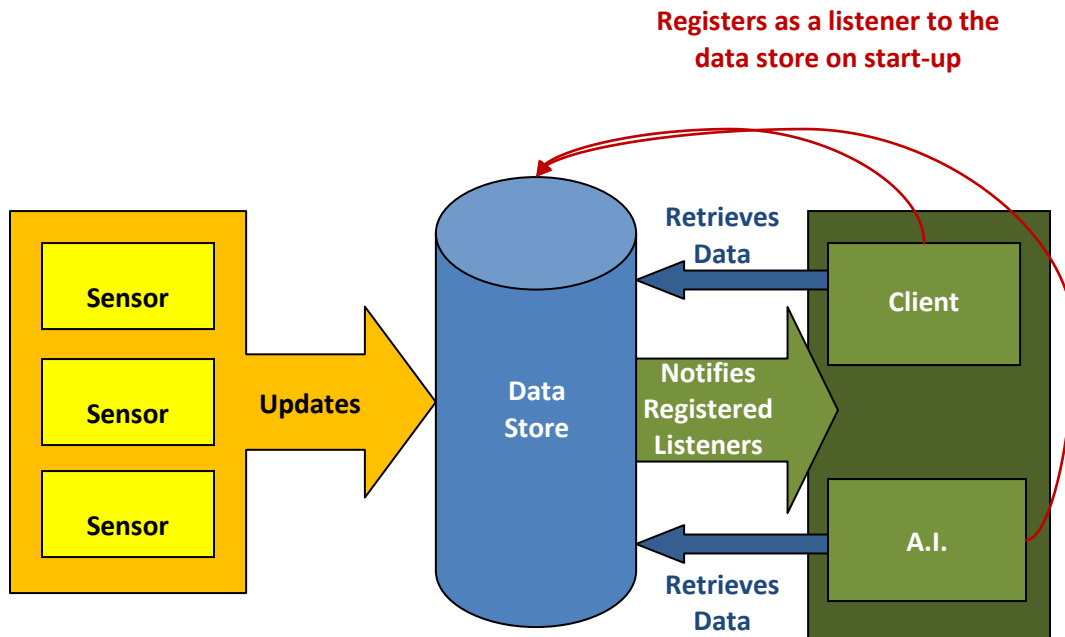 Registers as a listener to the
data store on start-up
Retrieves
Data
Sensor
Client
Sensor
Updates
Data
Store
Notifies
Registered
Listeners
Sensor
A.I.
Retrieves
Data